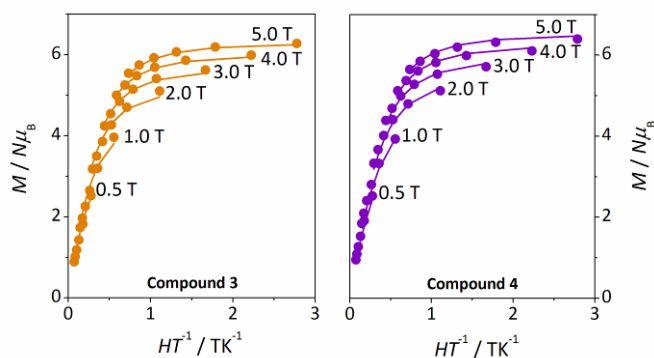 M / Nμ_B
6
4
2
0
5.0 T
4.0 T
3.0 T
2.0 T
1.0 T
0.5 T
Compound 3
0 1 2 3
HT⁻¹ / TK⁻¹
5.0 T
4.0 T
3.0 T
2.0 T
1.0 T
0.5 T
Compound 4
0 1 2 3
HT⁻¹ / TK⁻¹
6
4
2
0
M / Nμ_B